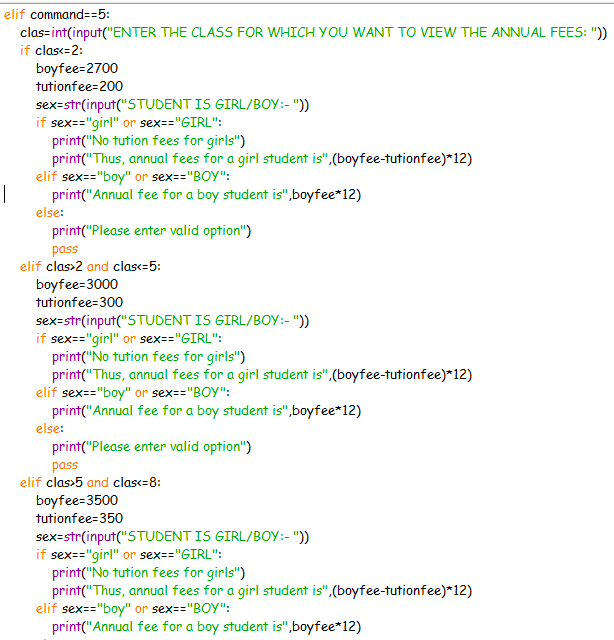 elif command==5:
clas=int(input("ENTER THE CLASS FOR WHICH YOU WANT TO VIEW THE ANNUAL FEES: "))
if clas<=2:
boyfee=2700
tutionfee=200
sex=str(input("STUDENT IS GIRL/BOY:- "))
if sex=="girl" or sex=="GIRL":
print("No tution fees for girls")
print("Thus, annual fees for a girl student is",(boyfee-tutionfee)*12)
elif sex=="boy" or sex=="BOY":
print("Annual fee for a boy student is",boyfee*12)
else:
print("Please enter valid option")
pass
elif clas>2 and clas<=5:
boyfee=3000
tutionfee=300
sex=str(input("STUDENT IS GIRL/BOY:- "))
if sex=="girl" or sex=="GIRL":
print("No tution fees for girls")
print("Thus, annual fees for a girl student is",(boyfee-tutionfee)*12)
elif sex=="boy" or sex=="BOY":
print("Annual fee for a boy student is",boyfee*12)
else:
print("Please enter valid option")
pass
elif clas>5 and clas<=8:
boyfee=3500
tutionfee=350
sex=str(input("STUDENT IS GIRL/BOY:- "))
if sex=="girl" or sex=="GIRL":
print("No tution fees for girls")
print("Thus, annual fees for a girl student is",(boyfee-tutionfee)*12)
elif sex=="boy" or sex=="BOY":
print("Annual fee for a boy student is",boyfee*12)